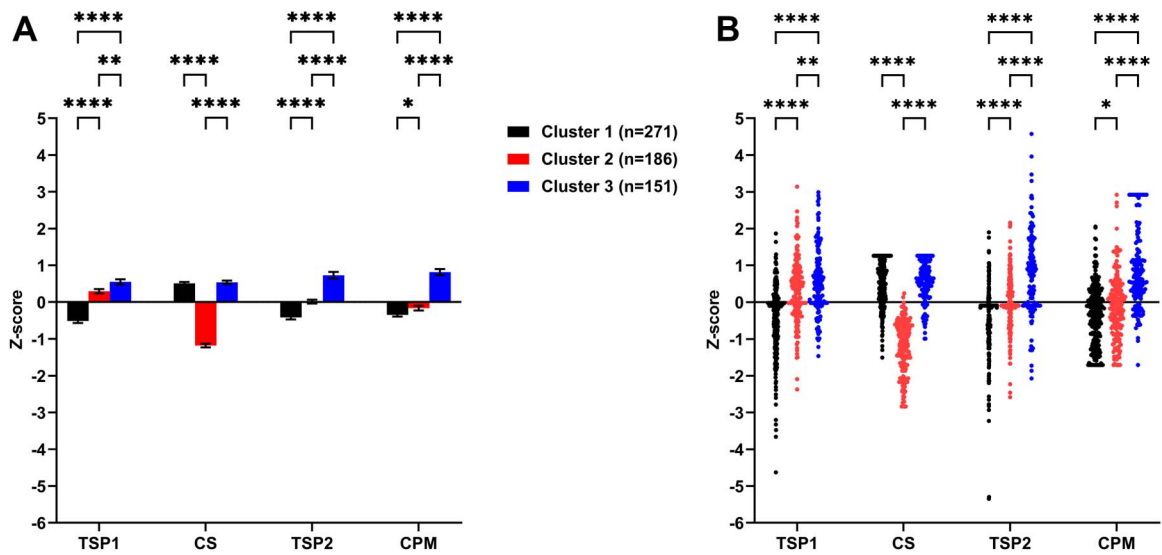 A
**** **** ****
** **** **** ****
**** **** **** *
5
4
3
2
1
0
-1
-2
-3
-4
-5
-6
Z-score
TSP1 CS TSP2 CPM
Cluster 1 (n=271)
Cluster 2 (n=186)
Cluster 3 (n=151)
B
**** **** ****
** **** **** ****
**** **** **** *
5
4
3
2
1
0
-1
-2
-3
-4
-5
-6
Z-score
TSP1 CS TSP2 CPM